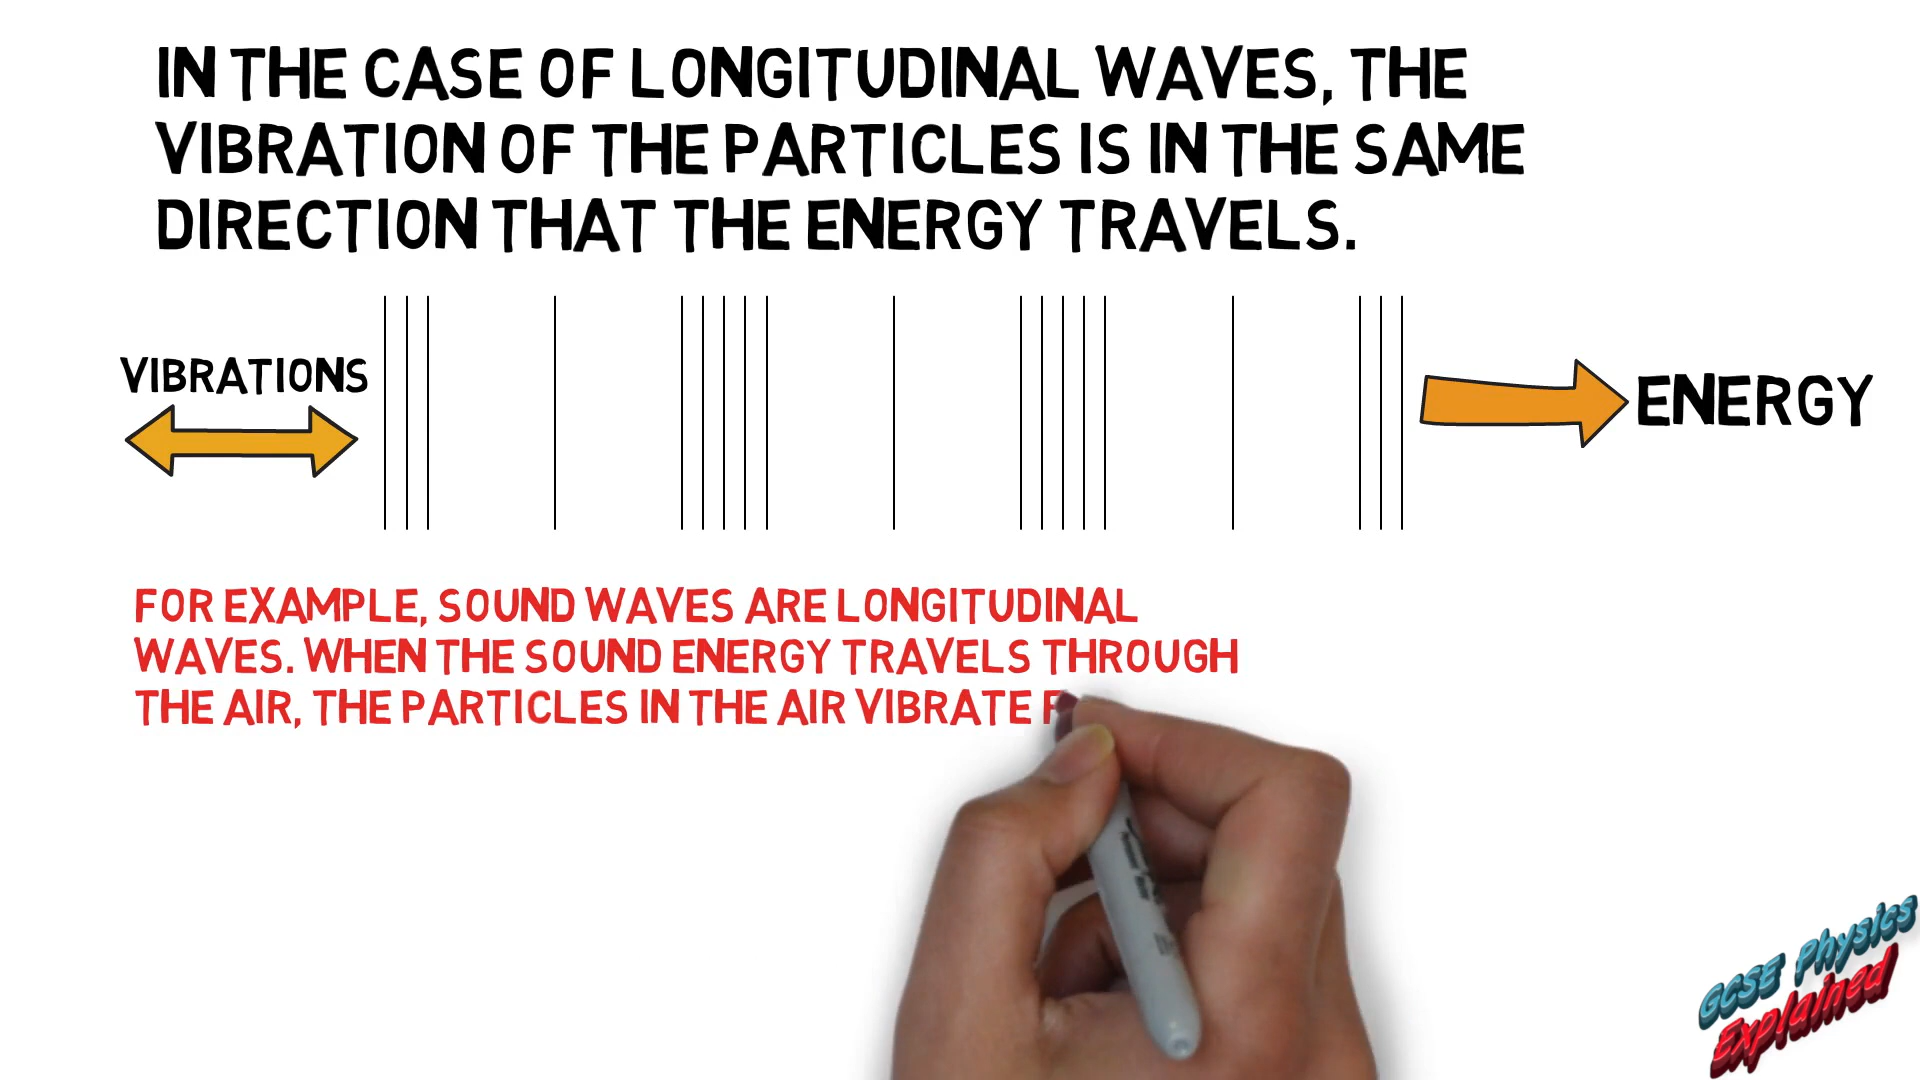 IN THE CASE OF LONGITUDINAL WAVES, THE
VIBRATION OF THE PARTICLES IS IN THE SAME
DIRECTION THAT THE ENERGY TRAVELS.
VIBRATIONS
ENERGY
FOR EXAMPLE, SOUND WAVES ARE LONGITUDINAL
WAVES. WHEN THE SOUND ENERGY TRAVELS THROUGH
THE AIR, THE PARTICLES IN THE AIR VIBRATE
GCSE Physics
Explained